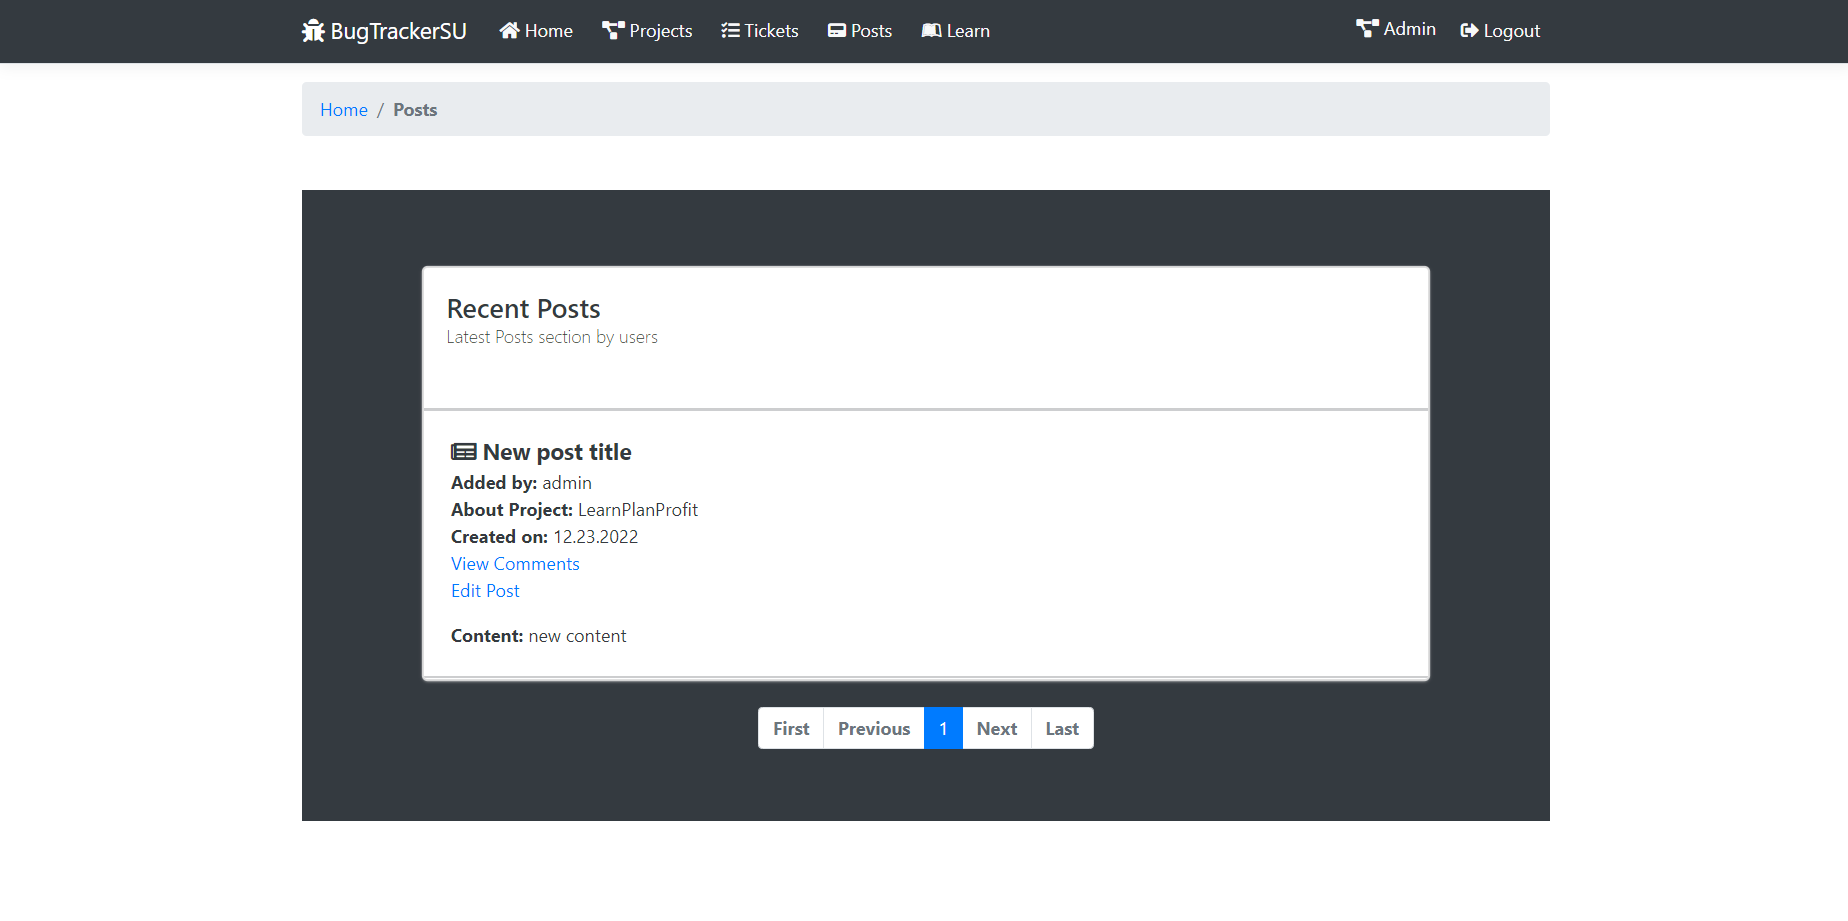 BugTrackerSU Home Projects Tickets Posts Learn Admin Logout
Home / Posts
Recent Posts
Latest Posts section by users
New post title
Added by: admin
About Project: LearnPlanProfit
Created on: 12.23.2022
View Comments
Edit Post
Content: new content
First Previous 1 Next Last